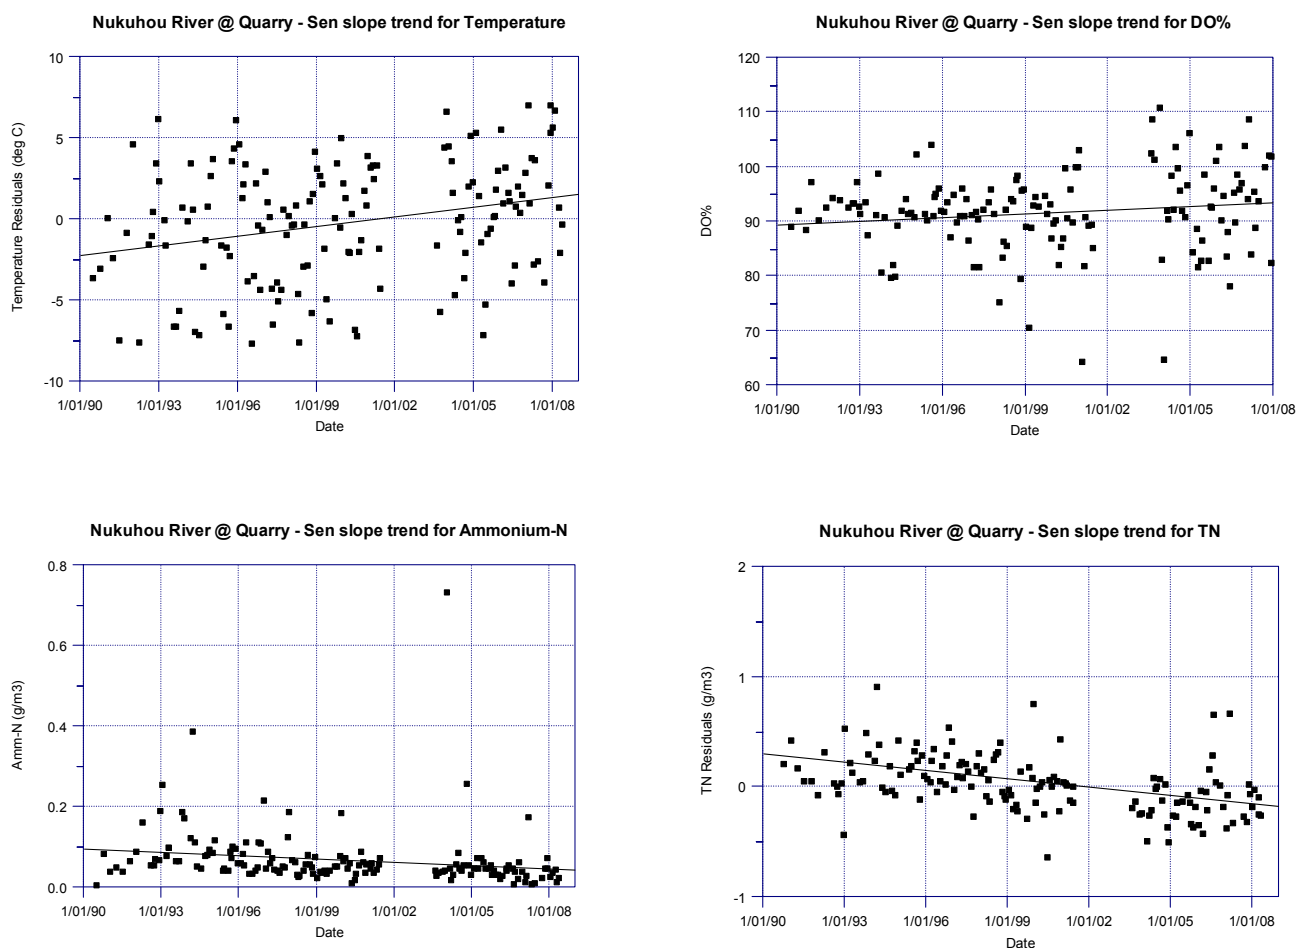 Nukuhou River @ Quarry - Sen slope trend for Temperature
10
5
0
-5
-10
Temperature Residuals (deg C)
1/01/90 1/01/93 1/01/96 1/01/99 1/01/02 1/01/05 1/01/08
Date
Nukuhou River @ Quarry - Sen slope trend for DO%
120
110
100
90
80
70
60
DO%
1/01/90 1/01/93 1/01/96 1/01/99 1/01/02 1/01/05 1/01/08
Date
Nukuhou River @ Quarry - Sen slope trend for Ammonium-N
0.8
0.6
0.4
0.2
0.0
Amm-N (g/m3)
1/01/90 1/01/93 1/01/96 1/01/99 1/01/02 1/01/05 1/01/08
Date
Nukuhou River @ Quarry - Sen slope trend for TN
2
1
0
-1
TN Residuals (g/m3)
1/01/90 1/01/93 1/01/96 1/01/99 1/01/02 1/01/05 1/01/08
Date